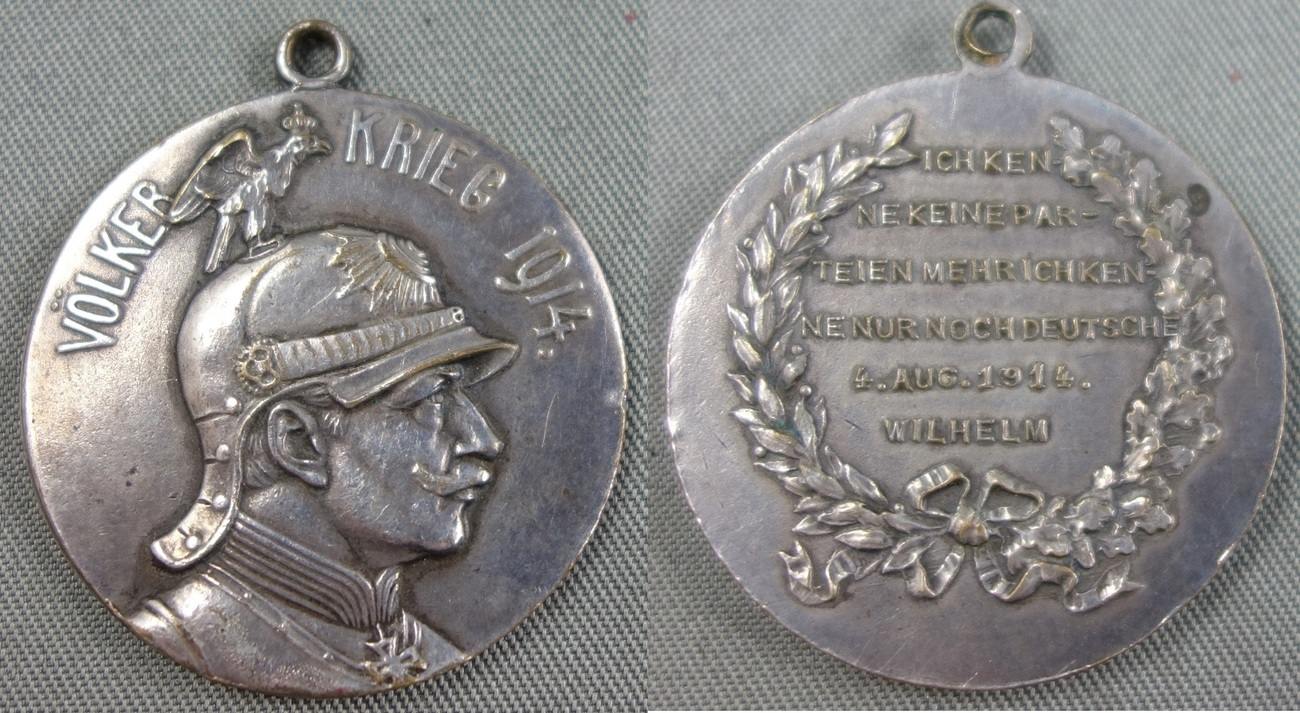 VÖLKER KRIEG 1914.
ICH KEN-
NE KEINE PAR-
TEIEN MEHR ICH KEN-
NE NUR NOCH DEUTSCHE
4. AUG. 1914.
WILHELM